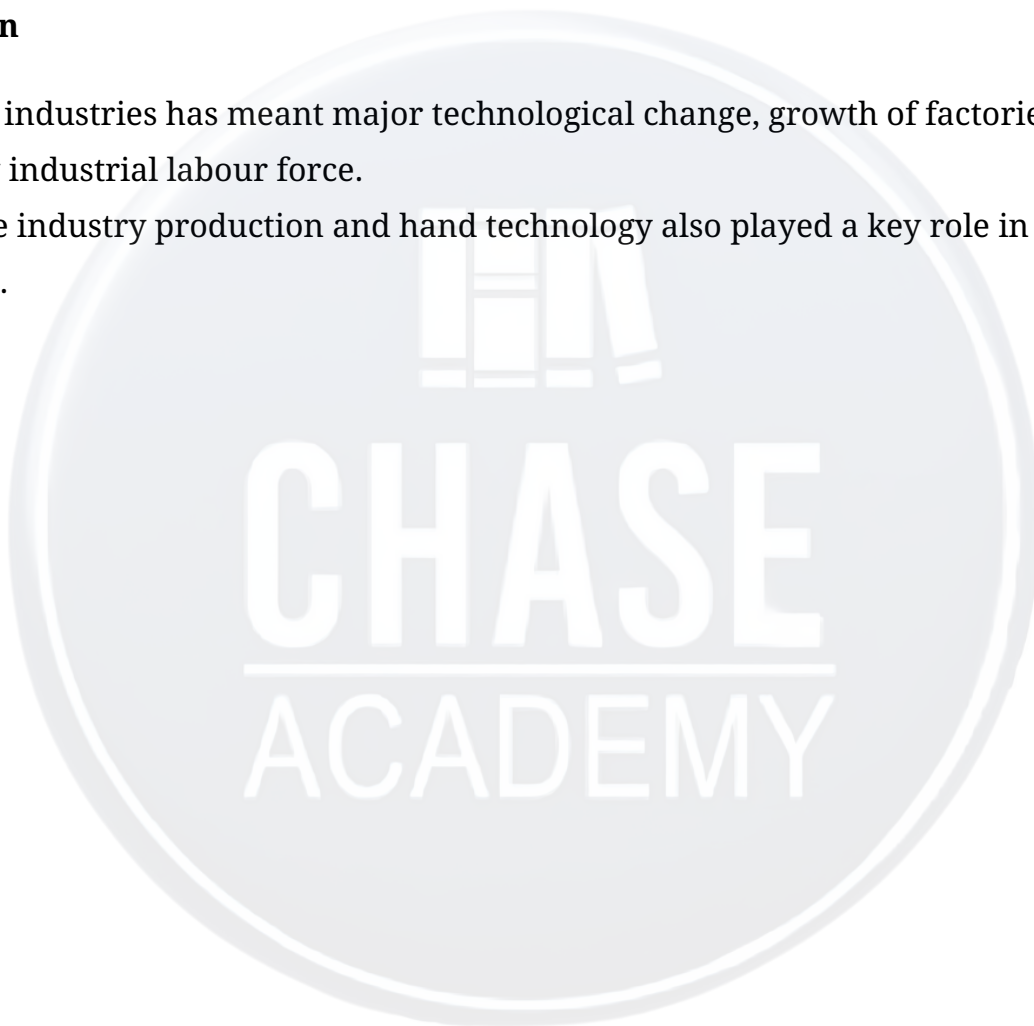 n
industries has meant major technological change, growth of factorie
industrial labour force.
e industry production and hand technology also played a key role in
.
CHASE
ACADEMY